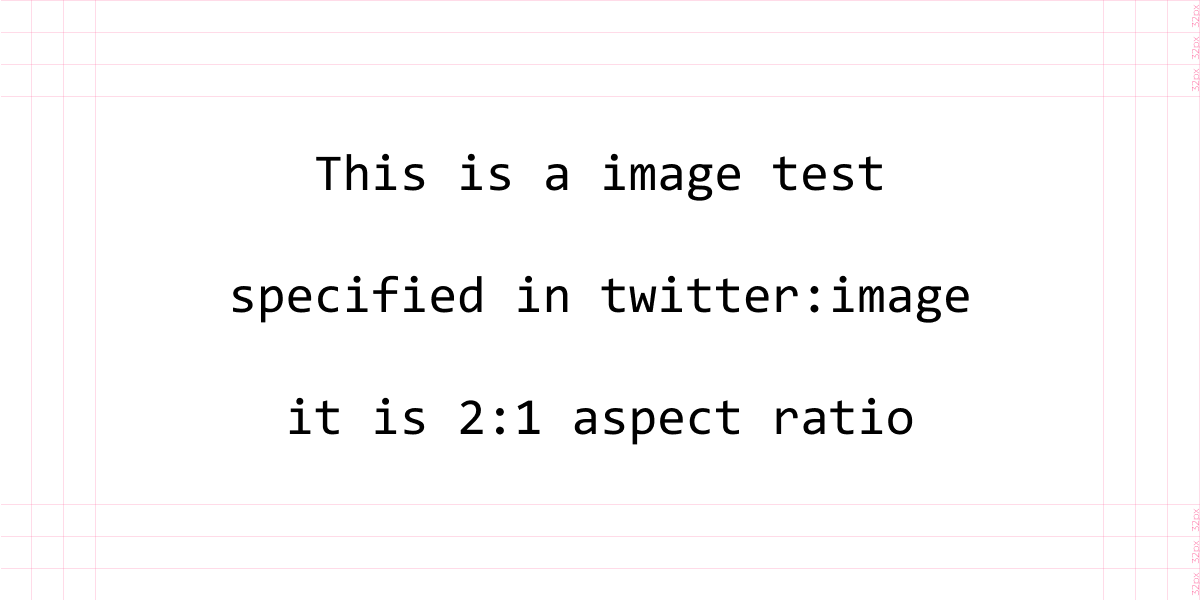 32px
32px
32px
This is a image test
specified in twitter:image
it is 2:1 aspect ratio
32px
32px
32px